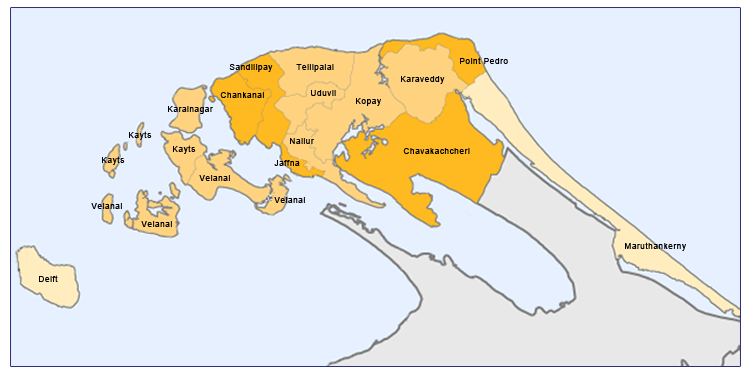 Point Pedro
Sandilipay
Tellipalai
Karaveddy
Chankanai
Uduvil
Kopay
Karainagar
Kayts
Nallur
Kayts
Chavakachcheri
Kayts
Jaffna
Velanai
Velanai
Velanai
Velanai
Maruthankerny
Delft